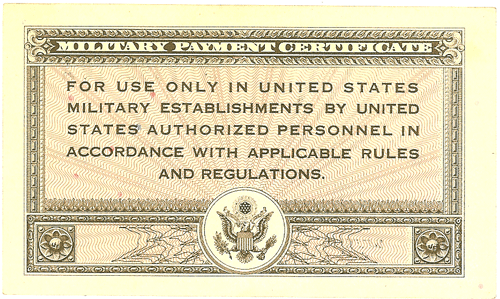 MILITARY PAYMENT CERTIFICATE
FOR USE ONLY IN UNITED STATES
MILITARY ESTABLISHMENTS BY UNITED
STATES AUTHORIZED PERSONNEL IN
ACCORDANCE WITH APPLICABLE RULES
AND REGULATIONS.